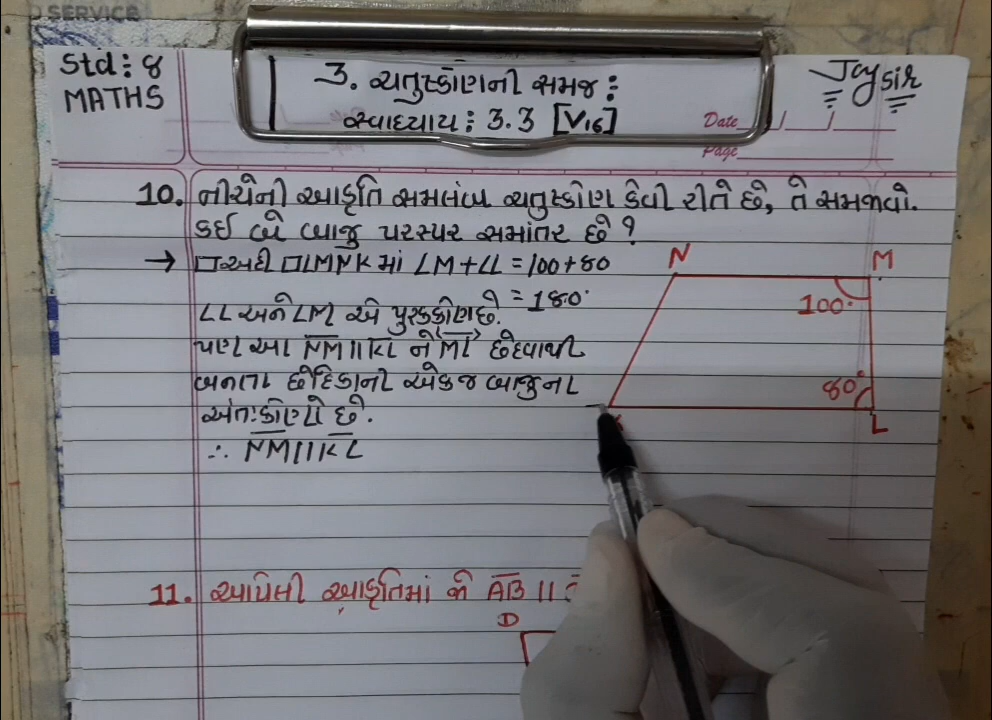 SERVICE
Std: 8
MATHS
3. ચતુષ્કોણની સમજ :
સ્વાધ્યાય : 3.3 [V16]
Jay sir
Date
Page
10. નીચેની આકૃતિ સમલંબ ચતુષ્કોણ કેવી રીતે છે, તે સમજાવો.
કઈ બે બાજુ પરસ્પર સમાંતર છે ?
→ □અહીં □LMNK માં ∠M+∠L = 100+80
= 180°
∠L અને ∠M એ પુરકકોણ છે.
પણ આ NM || KL ને ML છેદવાથી
બનતા છેદિકાની એકજ બાજુના
અંતઃકોણો છે.
∴ NM || KL
N M
100°
80°
L
11. આપેલી આકૃતિમાં જો AB ||
D